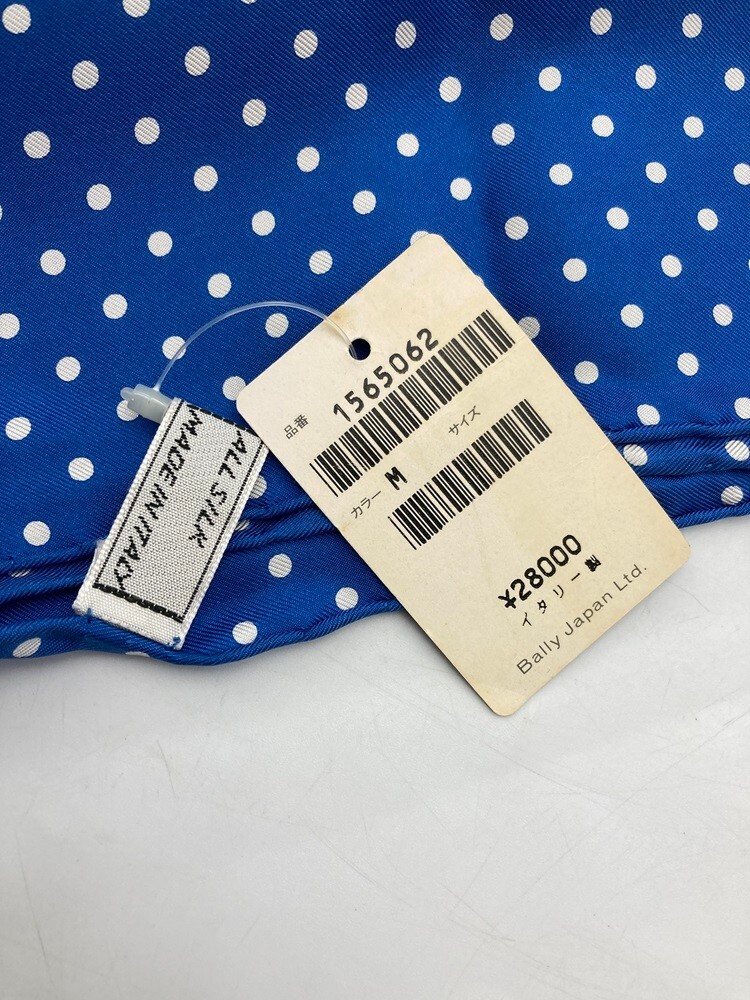 品番 1565062
カラー M サイズ
¥28000
イタリー製
Bally Japan Ltd.
ALL SILK
MADE IN ITALY